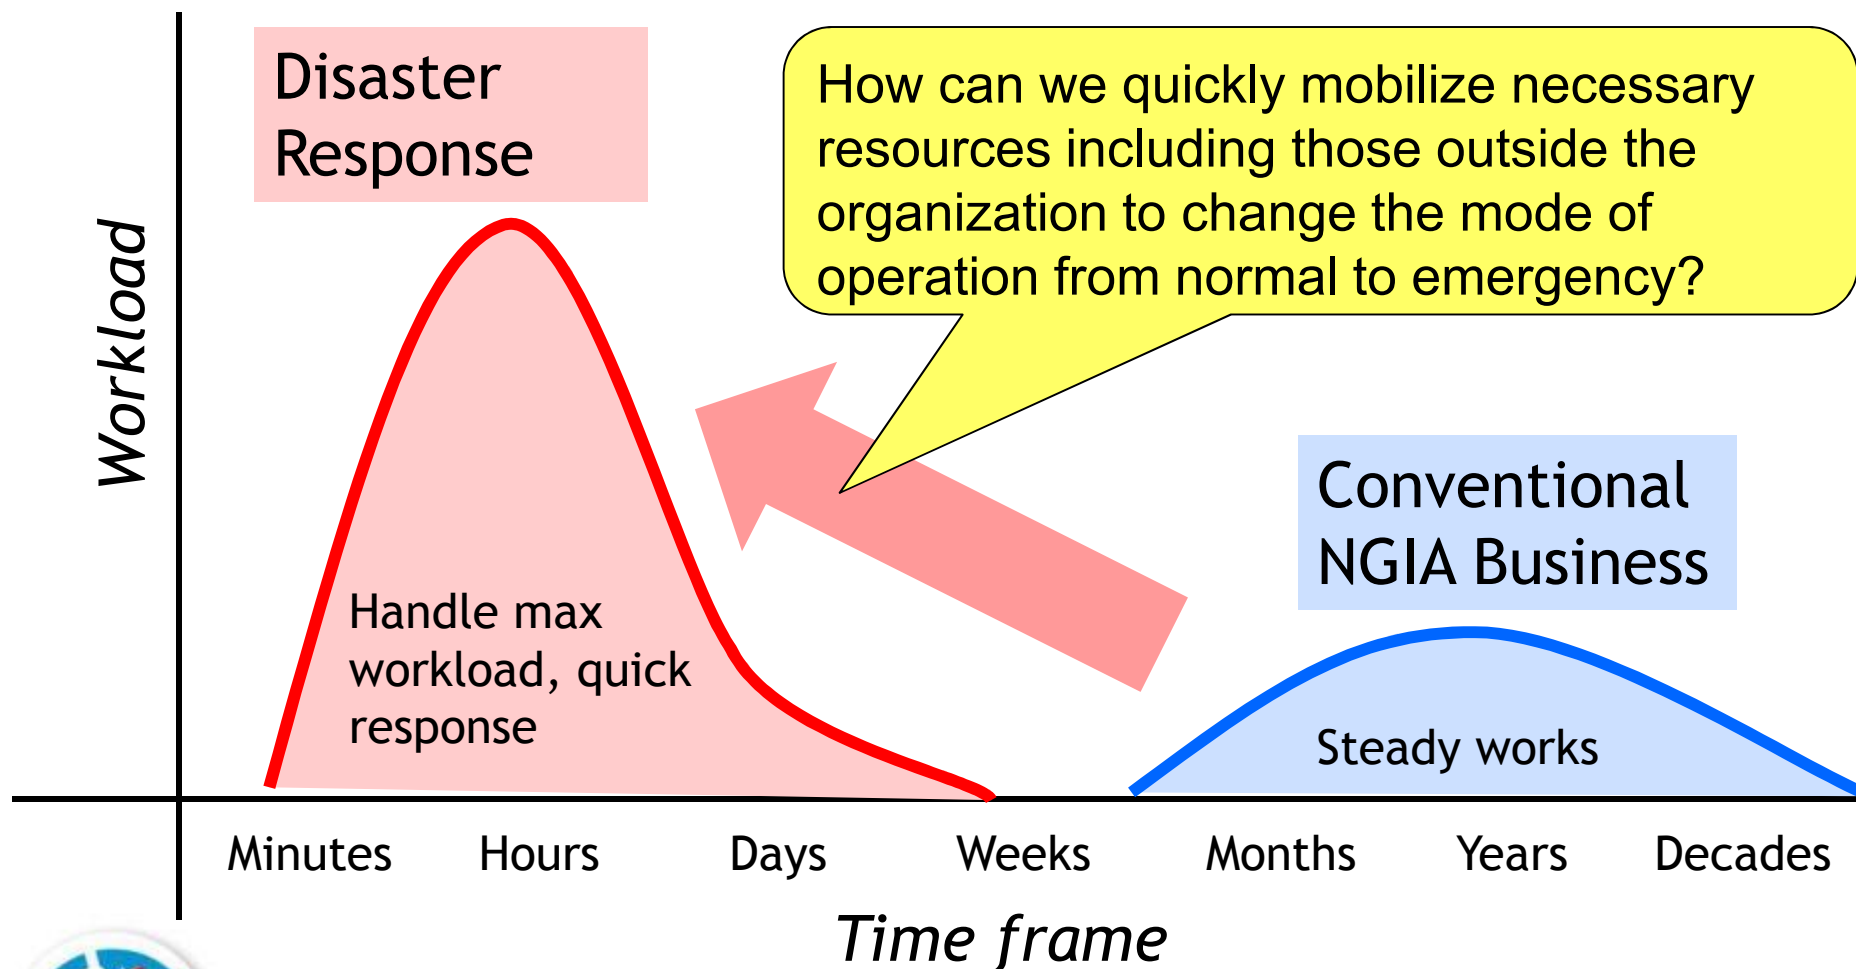 Disaster
Response
How can we quickly mobilize necessary
resources including those outside the
organization to change the mode of
operation from normal to emergency?
Workload
Conventional
NGIA Business
Handle max
workload, quick
response
Steady works
Minutes Hours Days Weeks Months Years Decades
Time frame